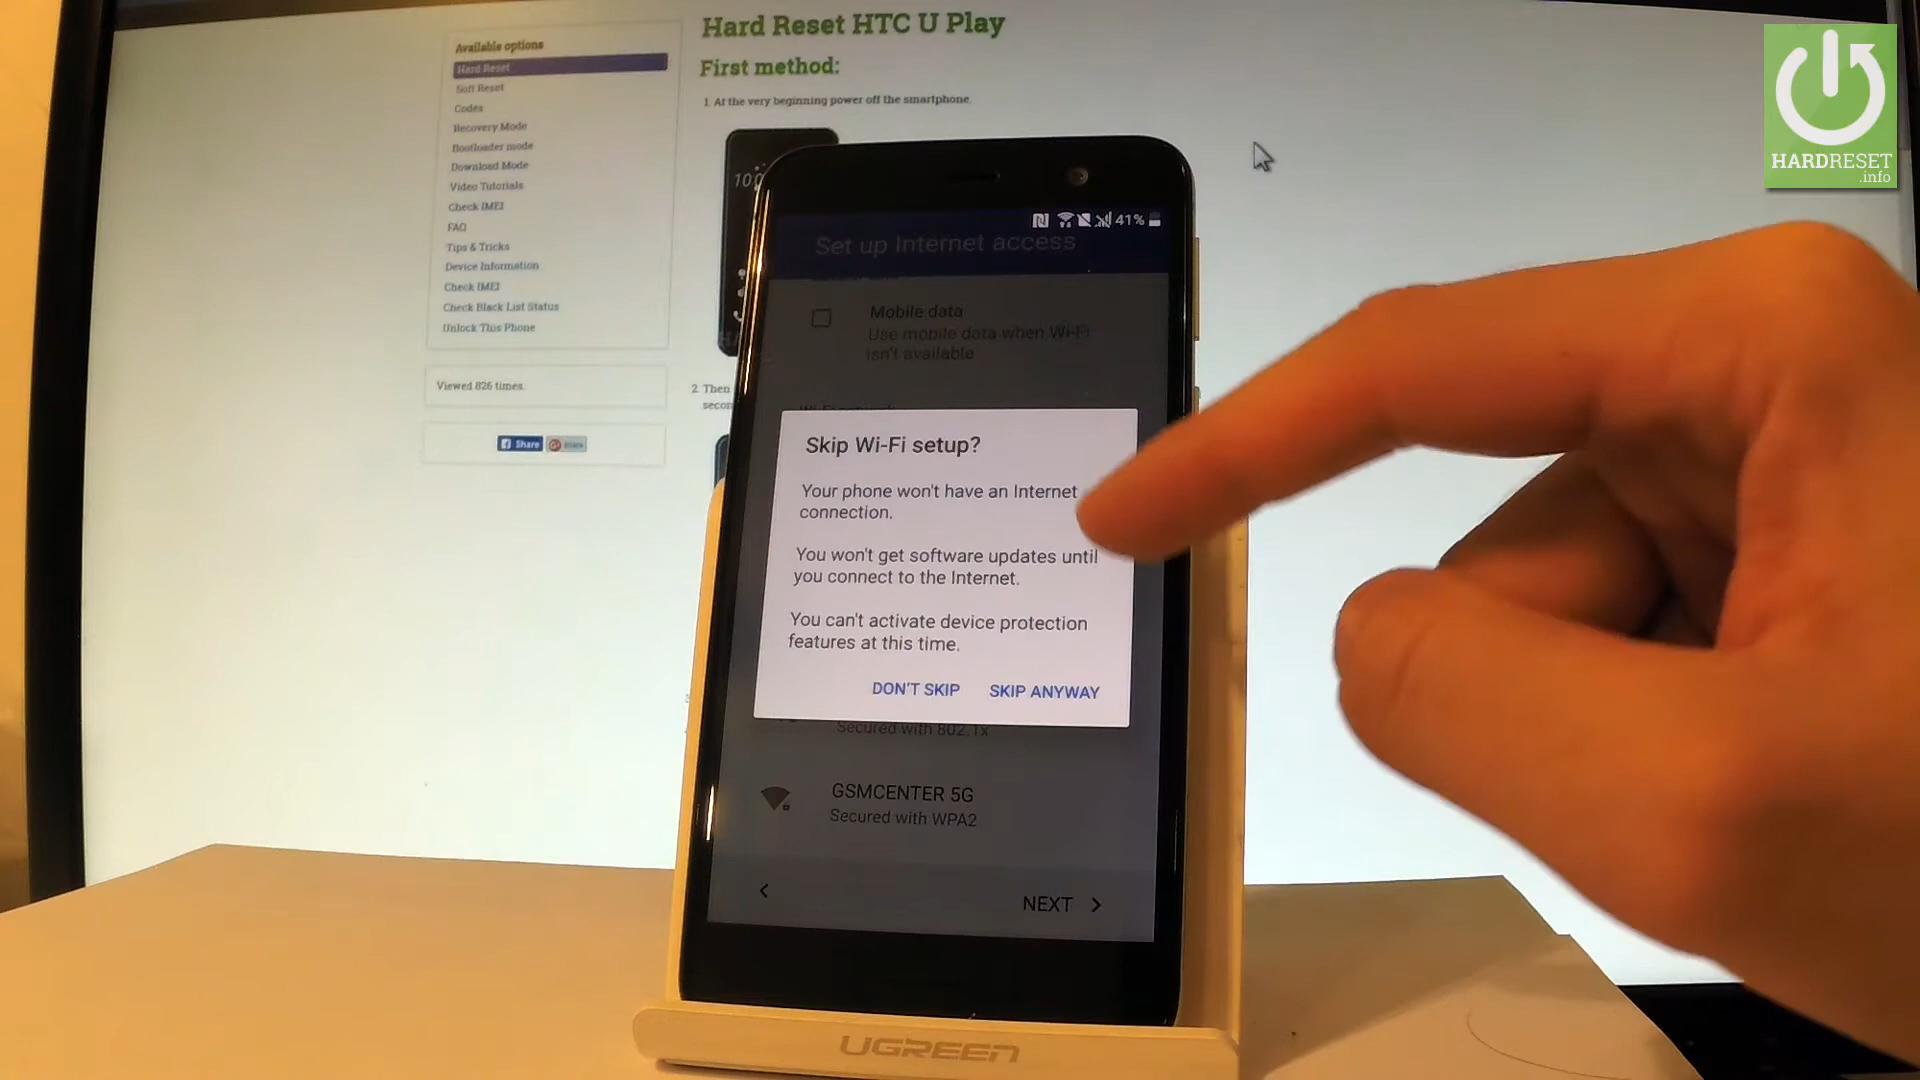 Hard Reset HTC U Play
Available options
Hard Reset
Soft Reset
Codes
Recovery Mode
Bootloader mode
Download Mode
Video Tutorials
Check IMEI
FAQ
Tips & Tricks
Device Information
Check IMEI
Check Black List Status
Unlock This Phone
Viewed 826 times.
Share
Share
First method:
1. At the very beginning power off the smartphone.
2. Then
secon
HARDRESET
.info
41%
Set up Internet access
Mobile data
Use mobile data when Wi-Fi
isn't available
Skip Wi-Fi setup?
Your phone won't have an Internet
connection.
You won't get software updates until
you connect to the Internet.
You can't activate device protection
features at this time.
DON'T SKIP SKIP ANYWAY
Secured with 802.1x
GSMCENTER 5G
Secured with WPA2
NEXT
UGREEN